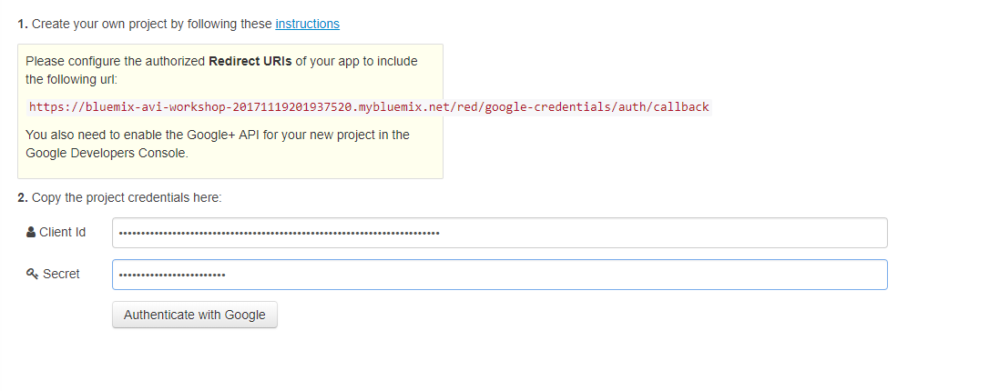 1. Create your own project by following these instructions
Please configure the authorized Redirect URIs of your app to include
the following url:
https://bluemix-avi-workshop-20171119201937520.mybluemix.net/red/google-credentials/auth/callback
You also need to enable the Google+ API for your new project in the
Google Developers Console.
2. Copy the project credentials here:
Client Id
Secret
Authenticate with Google